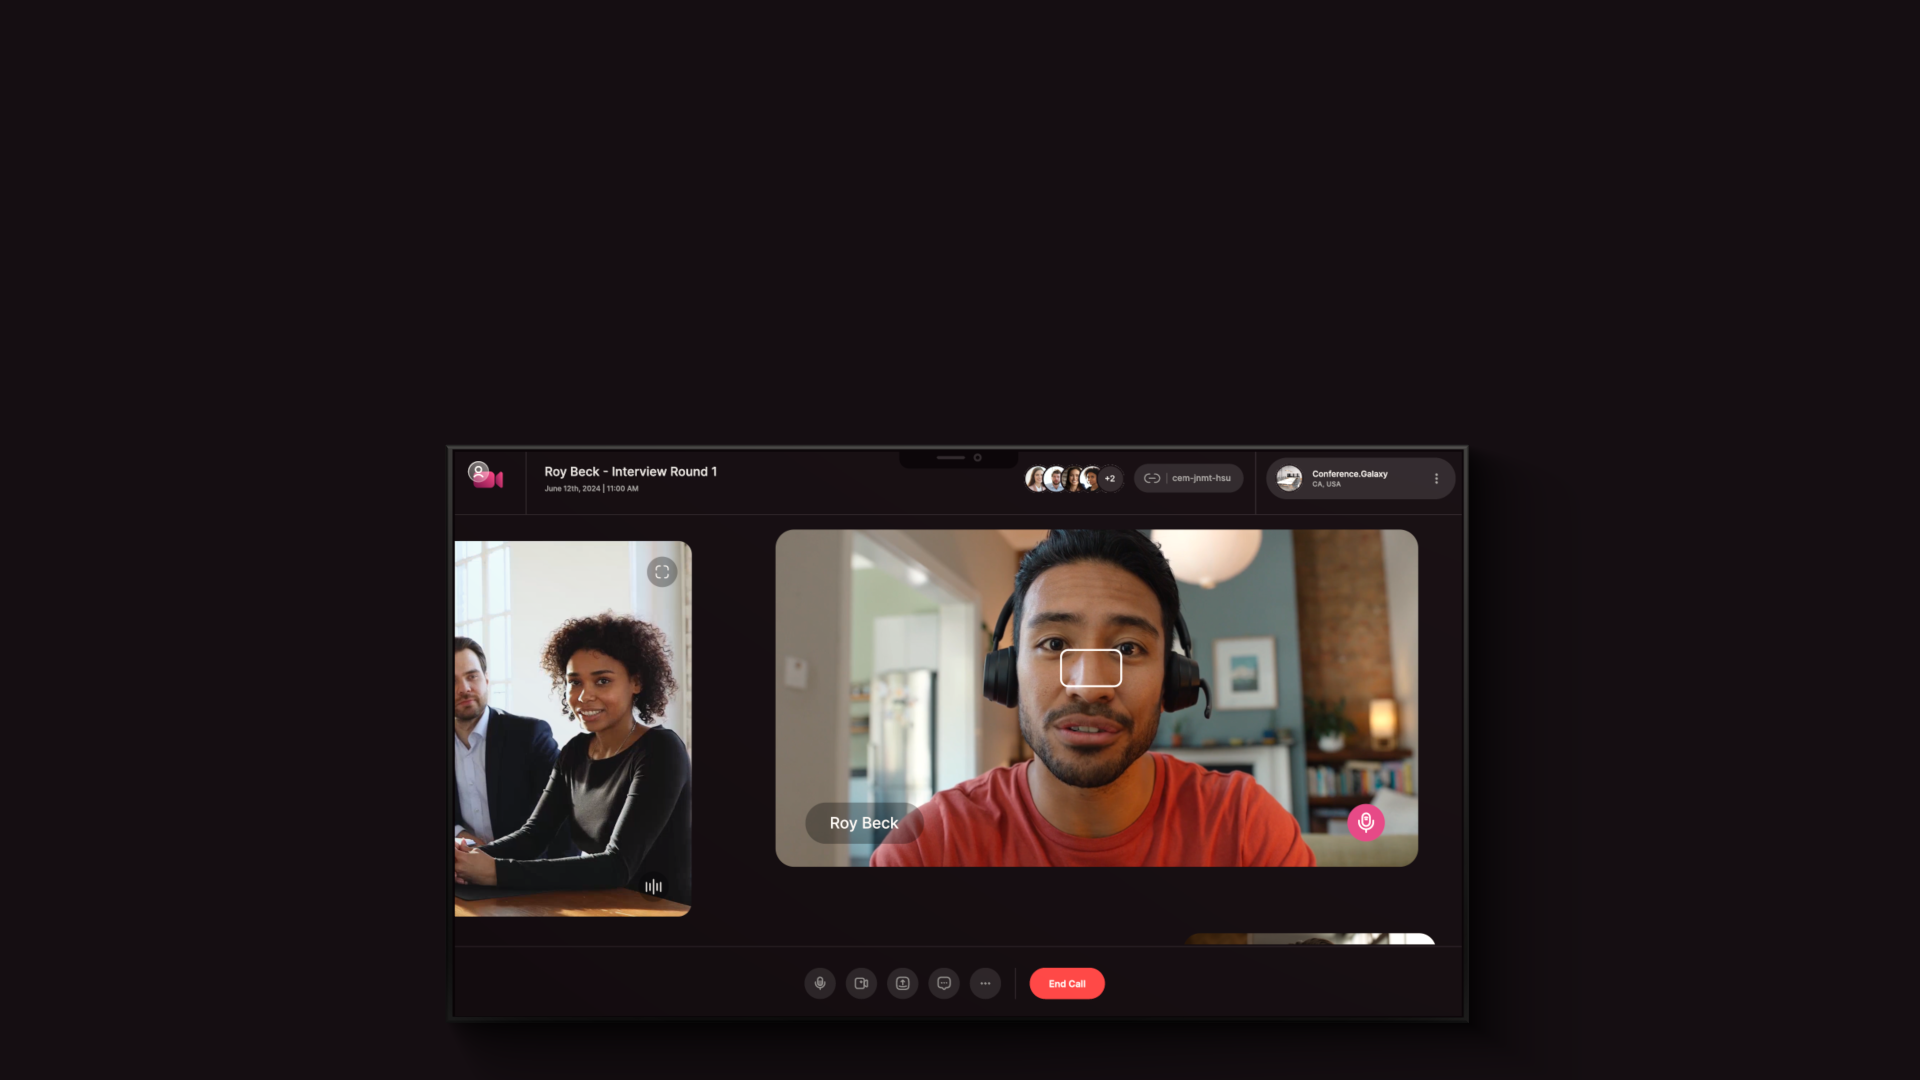 Roy Beck - Interview Round 1
June 12th, 2024 | 11:00 AM
+2
cem-jnmt-hsu
Conference.Galaxy
CA, USA
Roy Beck
End Call